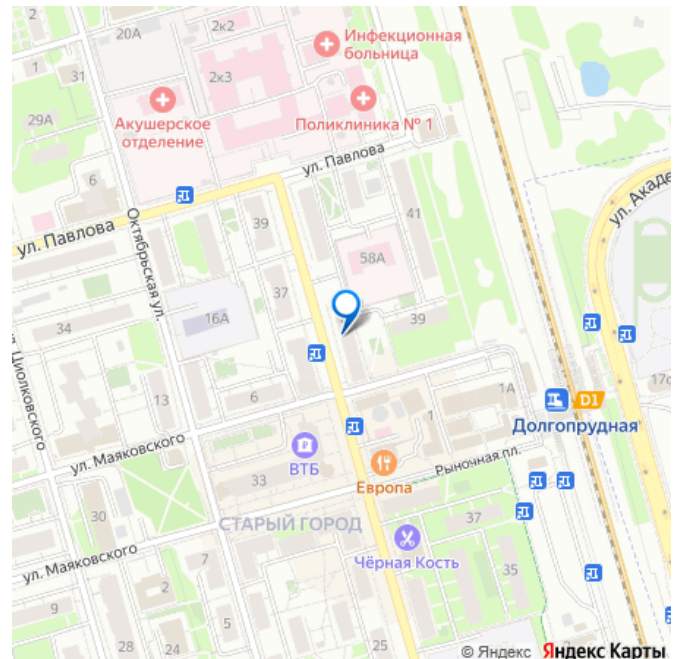 2
20А
2к2
Инфекционная
больница
1
31
2к3
29А
Акушерское
отделение
Поликлиника № 1
ул. Павлова
6
ул. Акаде
ул. Павлова
Октябрьская ул.
39
41
58А
37
16А
34
39
Циолковского
13
6
1А
17с
D1
Долгопрудная
1
ул. Маяковского
ВТБ
33
Европа
Рыночная пл.
30
СТАРЫЙ ГОРОД
37
Чёрная Кость
7
35
ул. Маяковского
2
9
28
24
25
© Яндекс Яндекс Карты